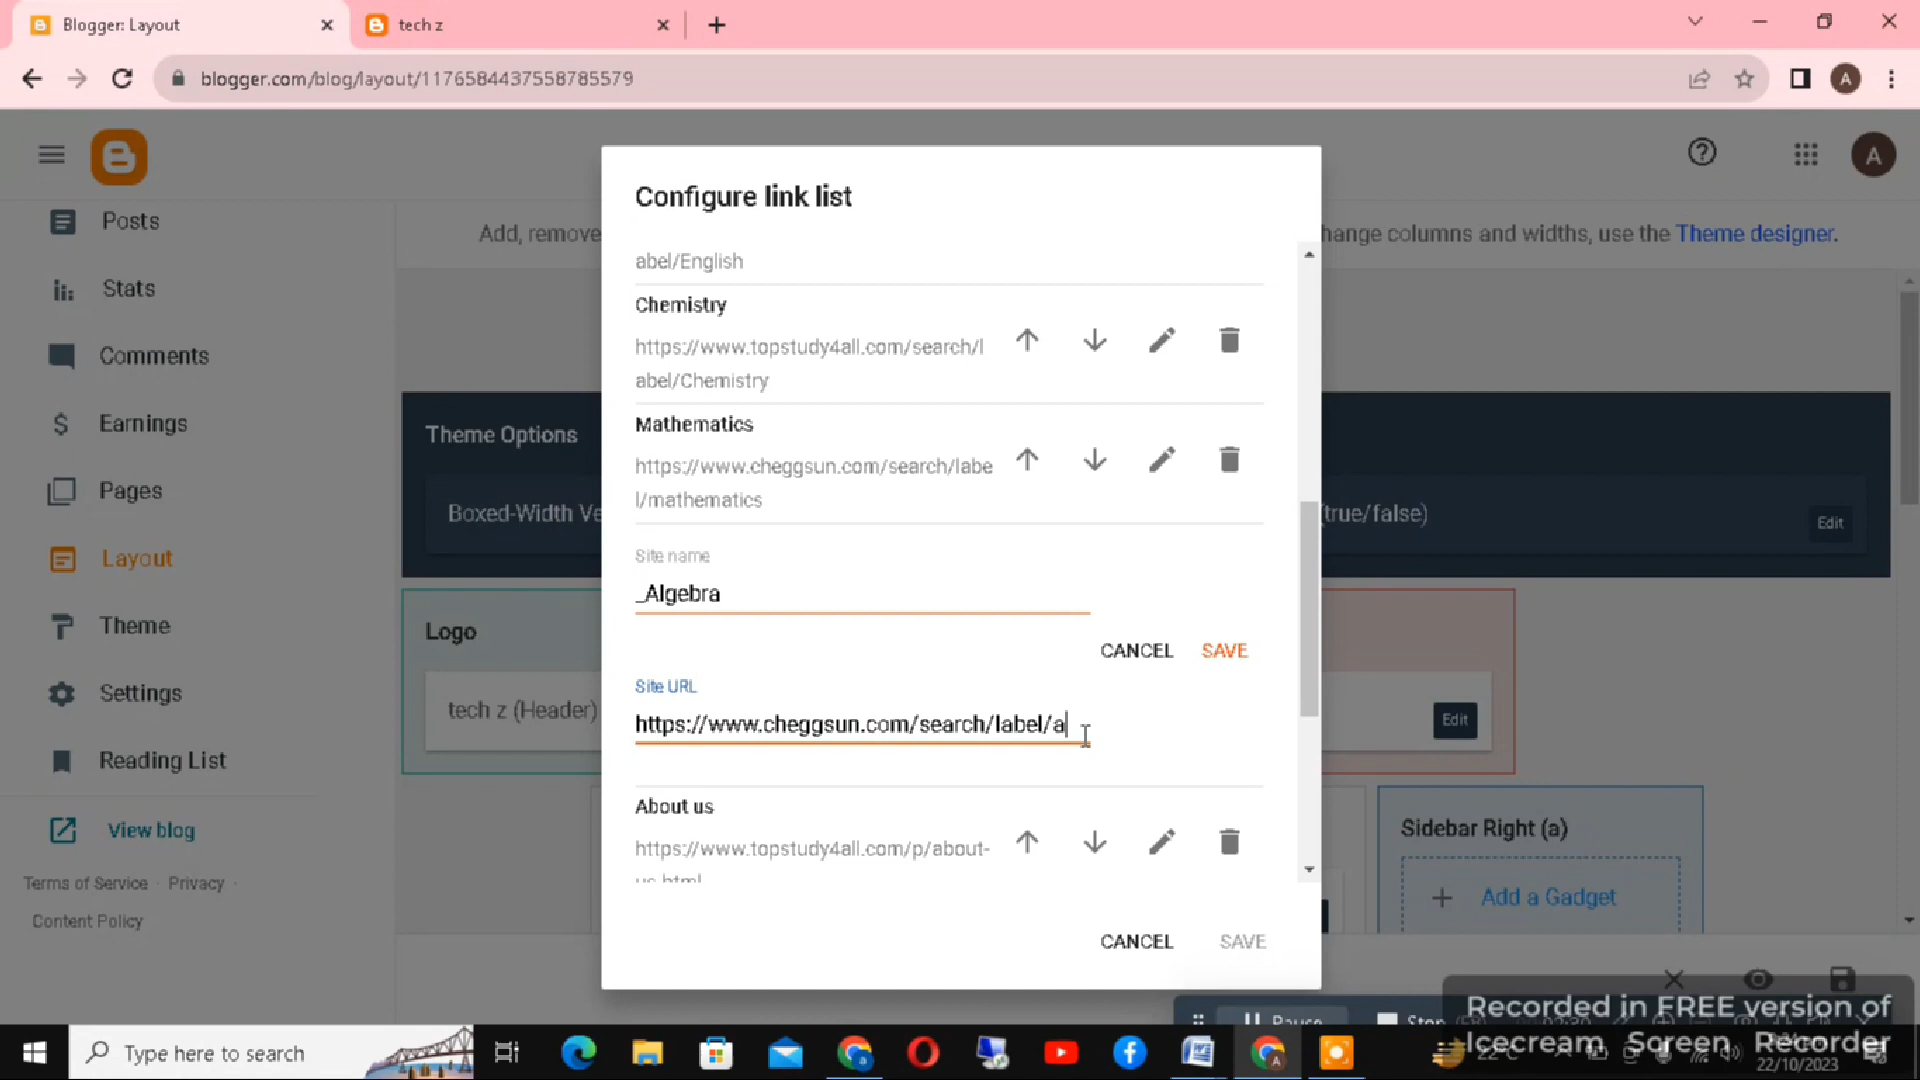 Blogger: Layout
tech z
blogger.com/blog/layout/1176584437558785579
A
A
Posts
Stats
Comments
Earnings
Pages
Layout
Theme
Settings
Reading List
View blog
Terms of Service · Privacy ·
Content Policy
Add, remove
hange columns and widths, use the Theme designer.
Theme Options
Boxed-Width Ve
(true/false)
Edit
Logo
tech z (Header)
Edit
Sidebar Right (a)
Add a Gadget
Configure link list
abel/English
Chemistry
https://www.topstudy4all.com/search/l
abel/Chemistry
Mathematics
https://www.cheggsun.com/search/labe
l/mathematics
Site name
_Algebra
CANCEL SAVE
Site URL
https://www.cheggsun.com/search/label/a
About us
https://www.topstudy4all.com/p/about-
us.html
CANCEL SAVE
Pause
Stop
Recorded in FREE version of
Icecream Screen Recorder
Type here to search
22°C
22/10/2023